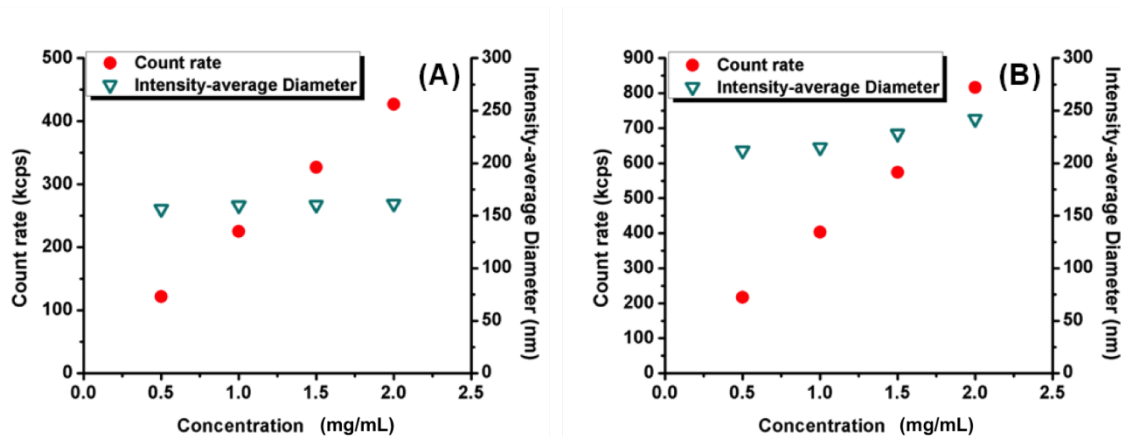 Count rate
Intensity-average Diameter
(A)
500
400
300
200
100
0
Count rate (kcps)
300
250
200
150
100
50
0
Intensity-average Diameter (nm)
0.0 0.5 1.0 1.5 2.0 2.5
Concentration (mg/mL)
Count rate
Intensity-average Diameter
(B)
900
800
700
600
500
400
300
200
100
0
Count rate (kcps)
300
250
200
150
100
50
0
Intensity-average Diameter (nm)
0.0 0.5 1.0 1.5 2.0 2.5
Concentration (mg/mL)